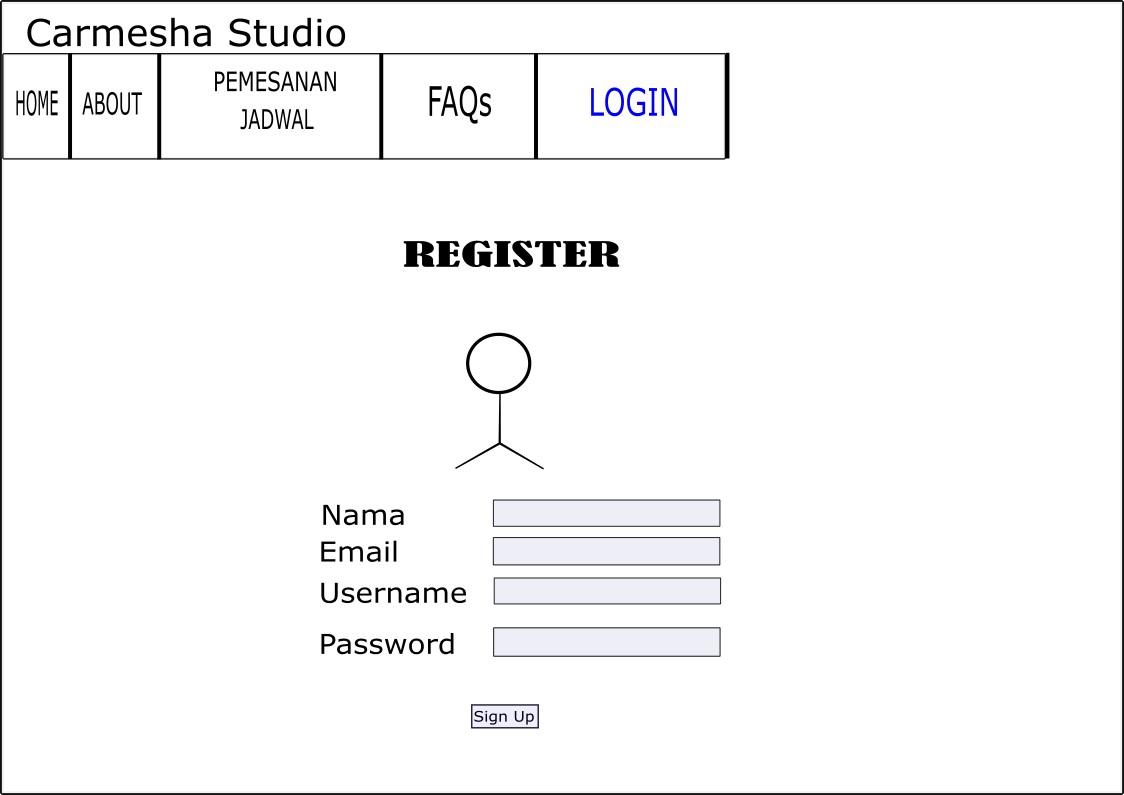 Carmesha Studio
HOME
ABOUT
PEMESANAN
JADWAL
FAQs
LOGIN
REGISTER
Nama
Email
Username
Password
Sign Up